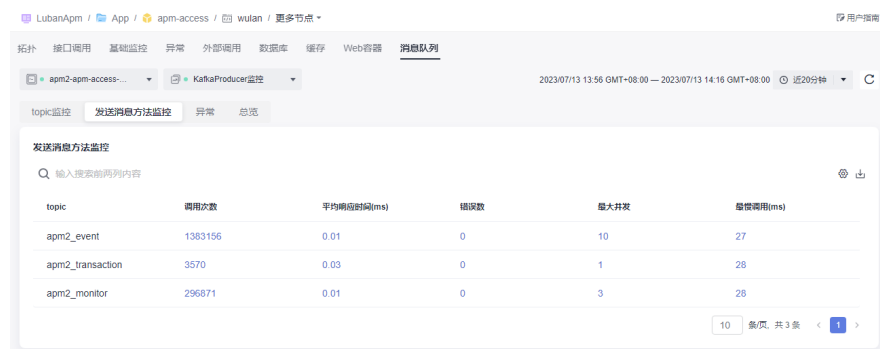 LubanApm / App / apm-access / wulan / 更多节点 用户指南
拓扑 接口调用 基础监控 异常 外部调用 数据库 缓存 Web容器 消息队列
apm2-apm-access-... KafkaProducer监控 2023/07/13 13:56 GMT+08:00 — 2023/07/13 14:16 GMT+08:00 近20分钟
topic监控 发送消息方法监控 异常 总览
发送消息方法监控
输入搜索前两列内容
topic 调用次数 平均响应时间(ms) 错误数 最大并发 最慢调用(ms)
apm2_event 1383156 0.01 0 10 27
apm2_transaction 3570 0.03 0 1 28
apm2_monitor 296871 0.01 0 3 28
10 条/页, 共 3 条 < 1 >